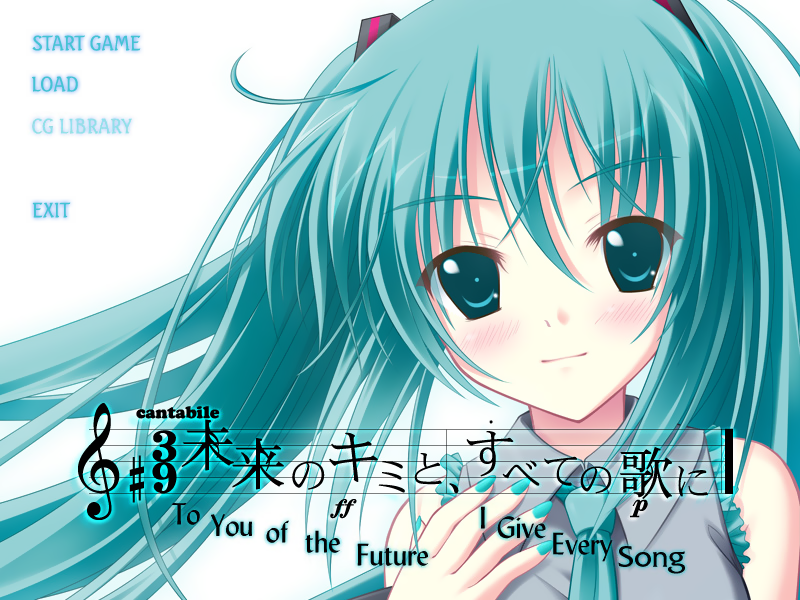 START GAME
LOAD
CG LIBRARY
EXIT
cantabile
3
9
未来のキミと、すべての歌に
ff
p
To You of the Future I Give Every Song